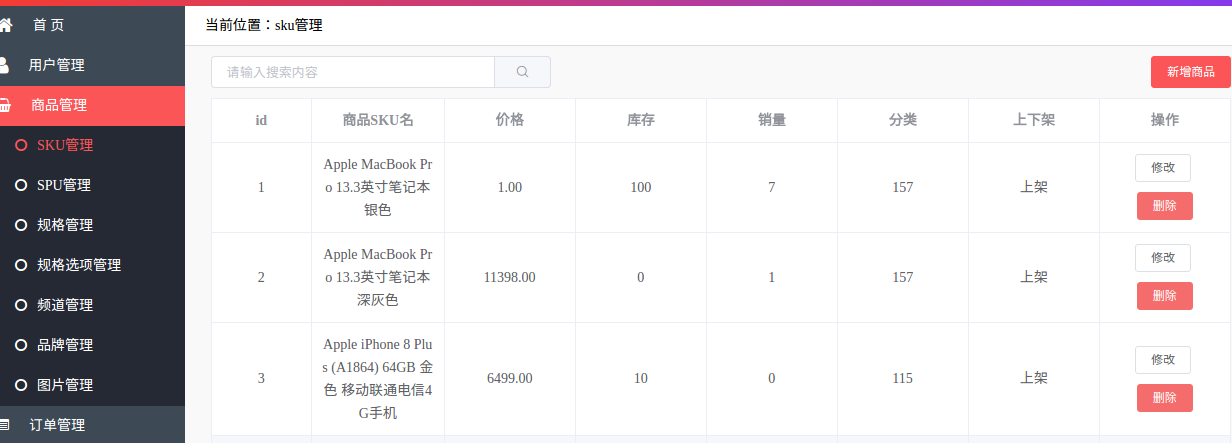 首 页
用户管理
商品管理
SKU管理
SPU管理
规格管理
规格选项管理
频道管理
品牌管理
图片管理
订单管理
当前位置：sku管理
请输入搜索内容
新增商品
id 商品SKU名 价格 库存 销量 分类 上下架 操作
Apple MacBook Pr
1 o 13.3英寸笔记本 1.00 100 7 157 上架 修改
银色 删除
Apple MacBook Pr
2 o 13.3英寸笔记本 11398.00 0 1 157 上架 修改
深灰色 删除
Apple iPhone 8 Plu
s (A1864) 64GB 金 修改
3 6499.00 10 0 115 上架
色 移动联通电信4 删除
G手机